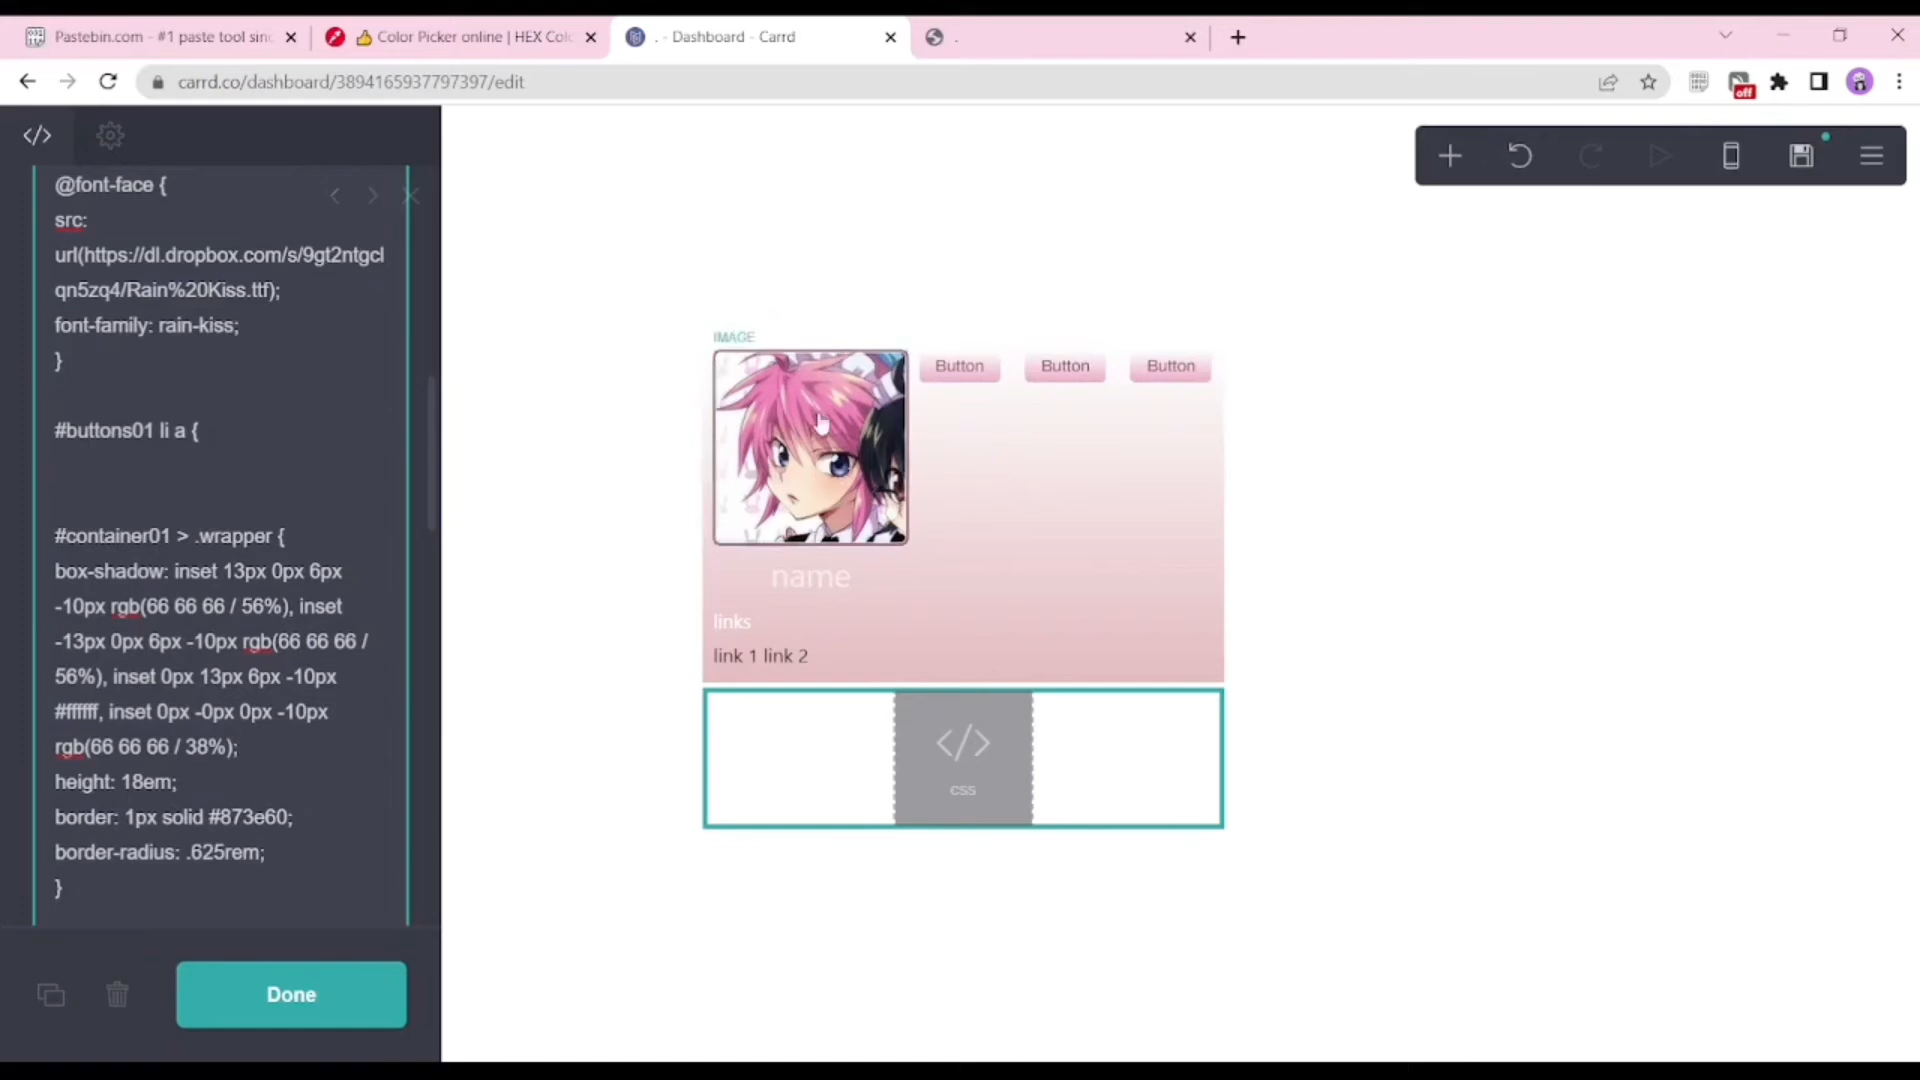 Pastebin.com - #1 paste tool sinc
Color Picker online | HEX Colo
. - Dashboard - Carrd
.
carrd.co/dashboard/3894165937797397/edit
off
</>
@font-face {
src:
url(https://dl.dropbox.com/s/9gt2ntgcl
qn5zq4/Rain%20Kiss.ttf);
font-family: rain-kiss;
}
#buttons01 li a {
#container01 > .wrapper {
box-shadow: inset 13px 0px 6px
-10px rgb(66 66 66 / 56%), inset
-13px 0px 6px -10px rgb(66 66 66 /
56%), inset 0px 13px 6px -10px
#ffffff, inset 0px -0px 0px -10px
rgb(66 66 66 / 38%);
height: 18em;
border: 1px solid #873e60;
border-radius: .625rem;
}
Done
IMAGE
Button Button Button
name
links
link 1 link 2
</>
css